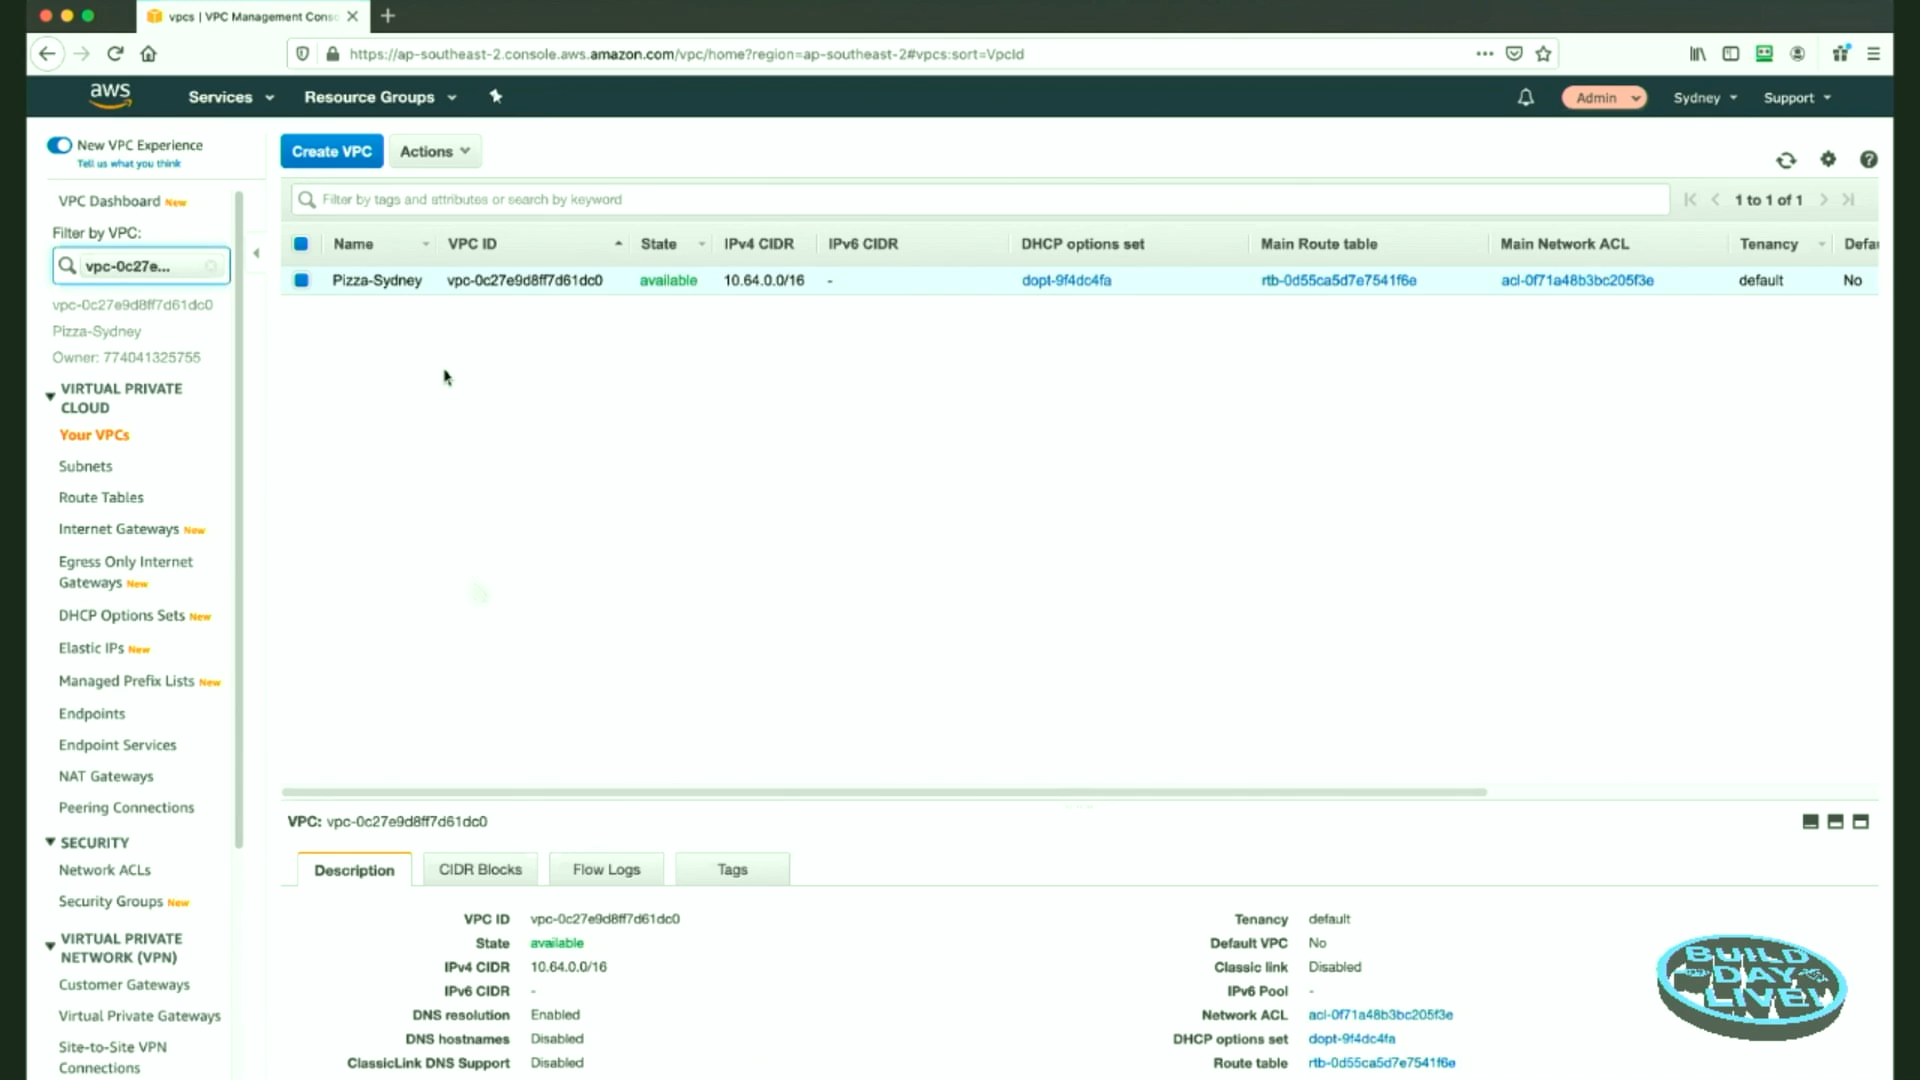 vpcs | VPC Management Conso
https://ap-southeast-2.console.aws.amazon.com/vpc/home?region=ap-southeast-2#vpcs:sort=VpcId
aws
Services
Resource Groups
Admin
Sydney
Support
New VPC Experience
Tell us what you think
VPC Dashboard New
Filter by VPC:
vpc-0c27e...
vpc-0c27e9d8ff7d61dc0
Pizza-Sydney
Owner: 774041325755
VIRTUAL PRIVATE
CLOUD
Your VPCs
Subnets
Route Tables
Internet Gateways New
Egress Only Internet
Gateways New
DHCP Options Sets New
Elastic IPs New
Managed Prefix Lists New
Endpoints
Endpoint Services
NAT Gateways
Peering Connections
SECURITY
Network ACLs
Security Groups New
VIRTUAL PRIVATE
NETWORK (VPN)
Customer Gateways
Virtual Private Gateways
Site-to-Site VPN
Connections
Create VPC
Actions
Filter by tags and attributes or search by keyword
1 to 1 of 1
Name VPC ID State IPv4 CIDR IPv6 CIDR DHCP options set Main Route table Main Network ACL Tenancy Defau
Pizza-Sydney vpc-0c27e9d8ff7d61dc0 available 10.64.0.0/16 - dopt-9f4dc4fa rtb-0d55ca5d7e7541f6e acl-0f71a48b3bc205f3e default No
VPC: vpc-0c27e9d8ff7d61dc0
Description CIDR Blocks Flow Logs Tags
VPC ID vpc-0c27e9d8ff7d61dc0
State available
IPv4 CIDR 10.64.0.0/16
IPv6 CIDR -
DNS resolution Enabled
DNS hostnames Disabled
ClassicLink DNS Support Disabled
Tenancy default
Default VPC No
Classic link Disabled
IPv6 Pool -
Network ACL acl-0f71a48b3bc205f3e
DHCP options set dopt-9f4dc4fa
Route table rtb-0d55ca5d7e7541f6e
BUILD
DAY
LIVE!